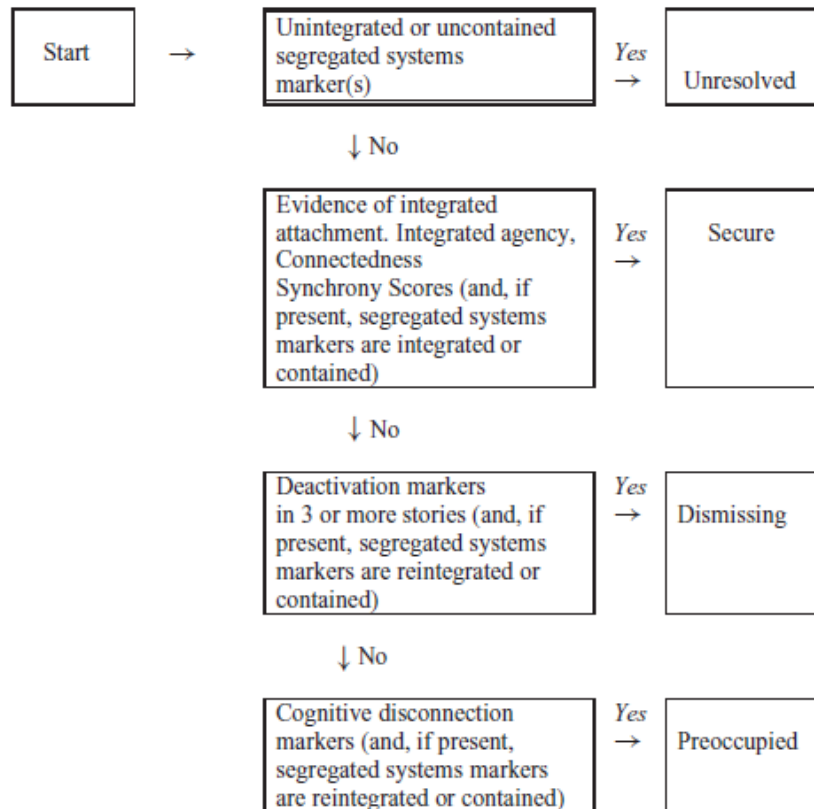 Start → Unintegrated or uncontained Yes
segregated systems → Unresolved
marker(s)
↓ No
Evidence of integrated
attachment. Integrated agency, Yes Secure
Connectedness →
Synchrony Scores (and, if
present, segregated systems
markers are integrated or
contained)
↓ No
Deactivation markers Yes
in 3 or more stories (and, if → Dismissing
present, segregated systems
markers are reintegrated or
contained)
↓ No
Cognitive disconnection Yes
markers (and, if present, → Preoccupied
segregated systems markers
are reintegrated or contained)